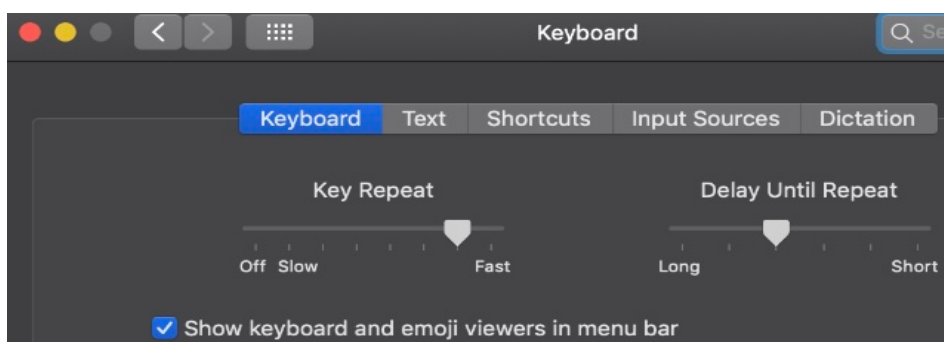 Keyboard
Se
Keyboard Text Shortcuts Input Sources Dictation
Key Repeat Delay Until Repeat
Off Slow Fast Long Short
Show keyboard and emoji viewers in menu bar